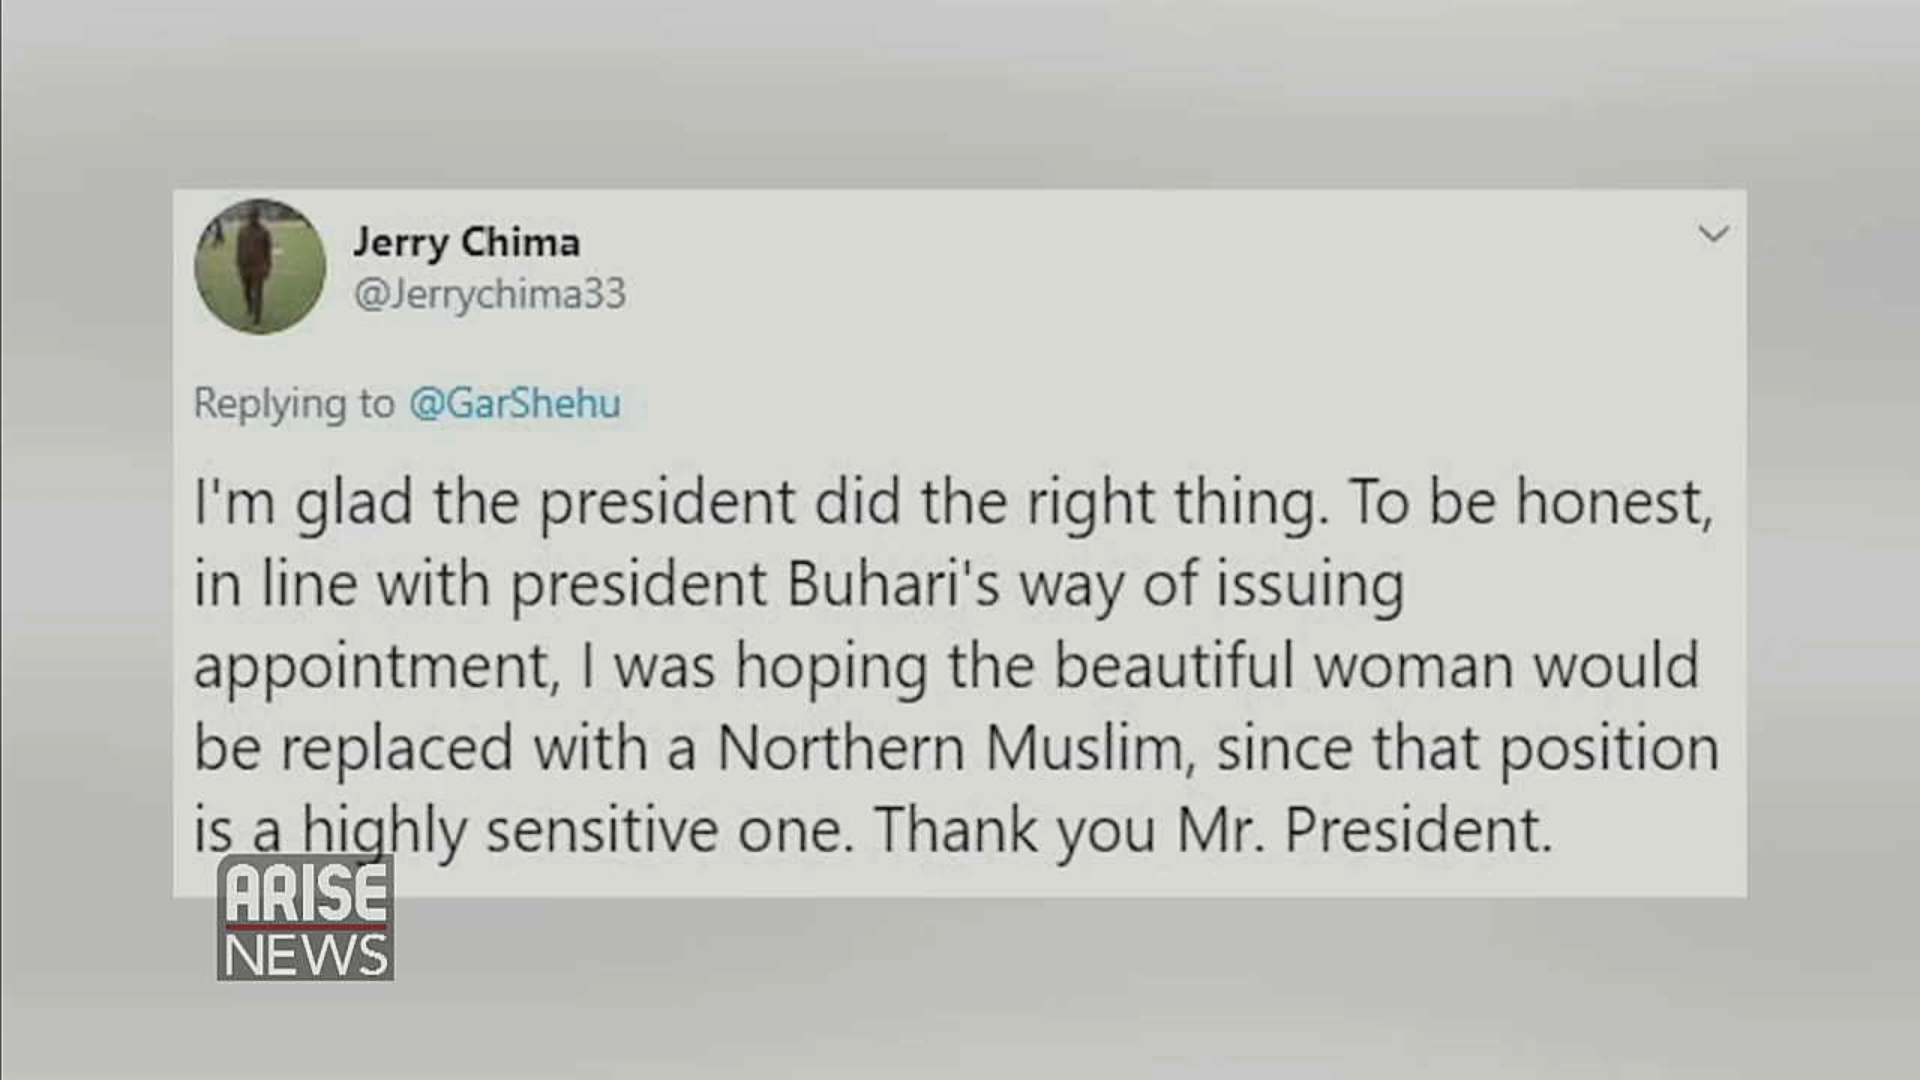 Jerry Chima
@Jerrychima33
Replying to @GarShehu
I'm glad the president did the right thing. To be honest,
in line with president Buhari's way of issuing
appointment, I was hoping the beautiful woman would
be replaced with a Northern Muslim, since that position
is a highly sensitive one. Thank you Mr. President.
ARISE
NEWS